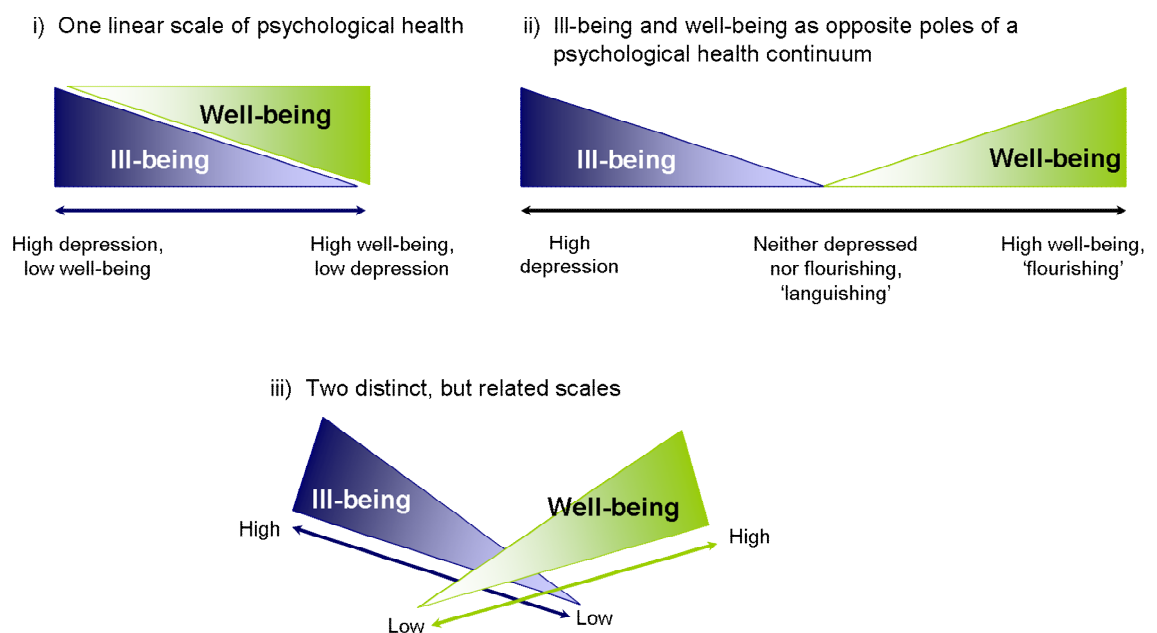 i) One linear scale of psychological health
Well-being
Ill-being
High depression,
low well-being
High well-being,
low depression
ii) Ill-being and well-being as opposite poles of a
psychological health continuum
Ill-being
Well-being
High
depression
Neither depressed
nor flourishing,
‘languishing’
High well-being,
‘flourishing’
iii) Two distinct, but related scales
Ill-being
Well-being
High
High
Low
Low